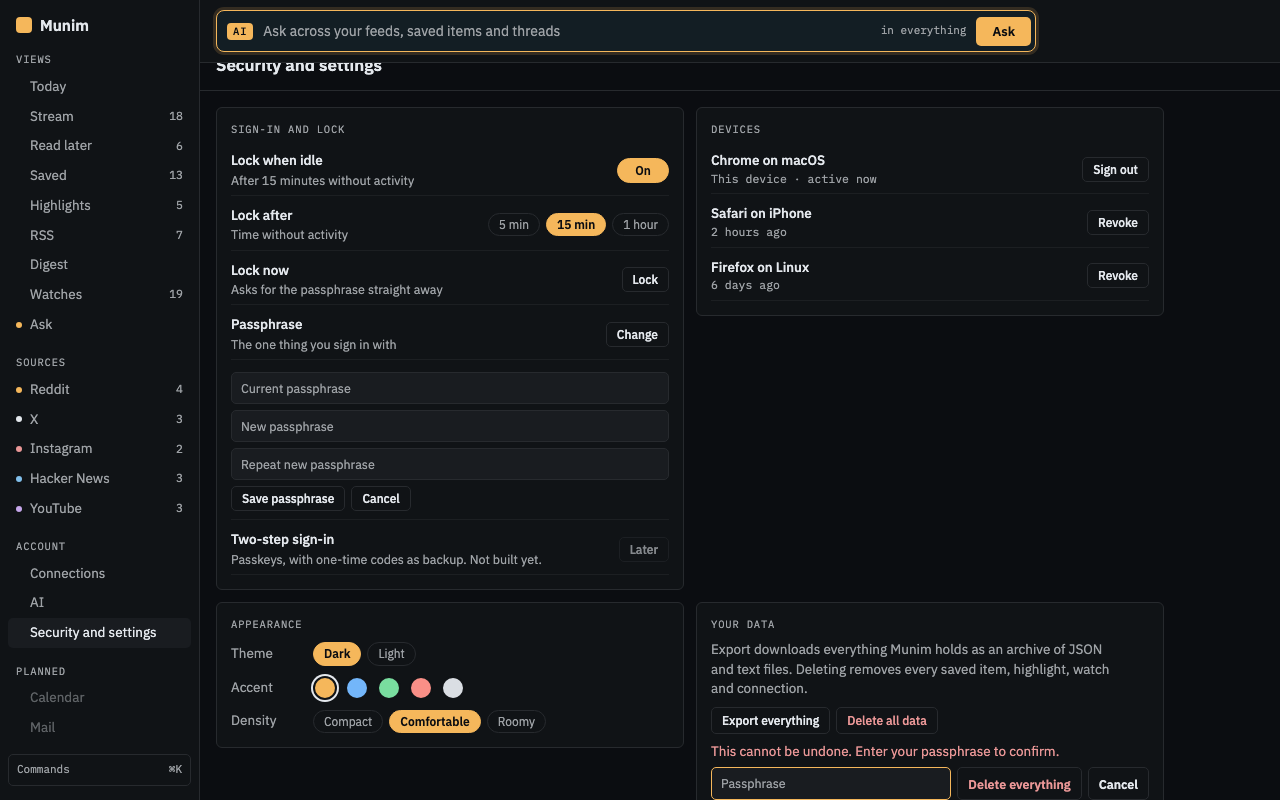 Munim
VIEWS
Today
Stream 18
Read later 6
Saved 13
Highlights 5
RSS 7
Digest
Watches 19
Ask
SOURCES
Reddit 4
X 3
Instagram 2
Hacker News 3
YouTube 3
ACCOUNT
Connections
AI
Security and settings
PLANNED
Calendar
Mail
Commands ⌘K
AI Ask across your feeds, saved items and threads in everything Ask
Security and settings
SIGN-IN AND LOCK
Lock when idle
After 15 minutes without activity
On
Lock after
Time without activity
5 min 15 min 1 hour
Lock now
Asks for the passphrase straight away
Lock
Passphrase
The one thing you sign in with
Change
Current passphrase
New passphrase
Repeat new passphrase
Save passphrase Cancel
Two-step sign-in
Passkeys, with one-time codes as backup. Not built yet.
Later
DEVICES
Chrome on macOS
This device · active now
Sign out
Safari on iPhone
2 hours ago
Revoke
Firefox on Linux
6 days ago
Revoke
APPEARANCE
Theme Dark Light
Accent
Density Compact Comfortable Roomy
YOUR DATA
Export downloads everything Munim holds as an archive of JSON
and text files. Deleting removes every saved item, highlight, watch
and connection.
Export everything Delete all data
This cannot be undone. Enter your passphrase to confirm.
Passphrase Delete everything Cancel